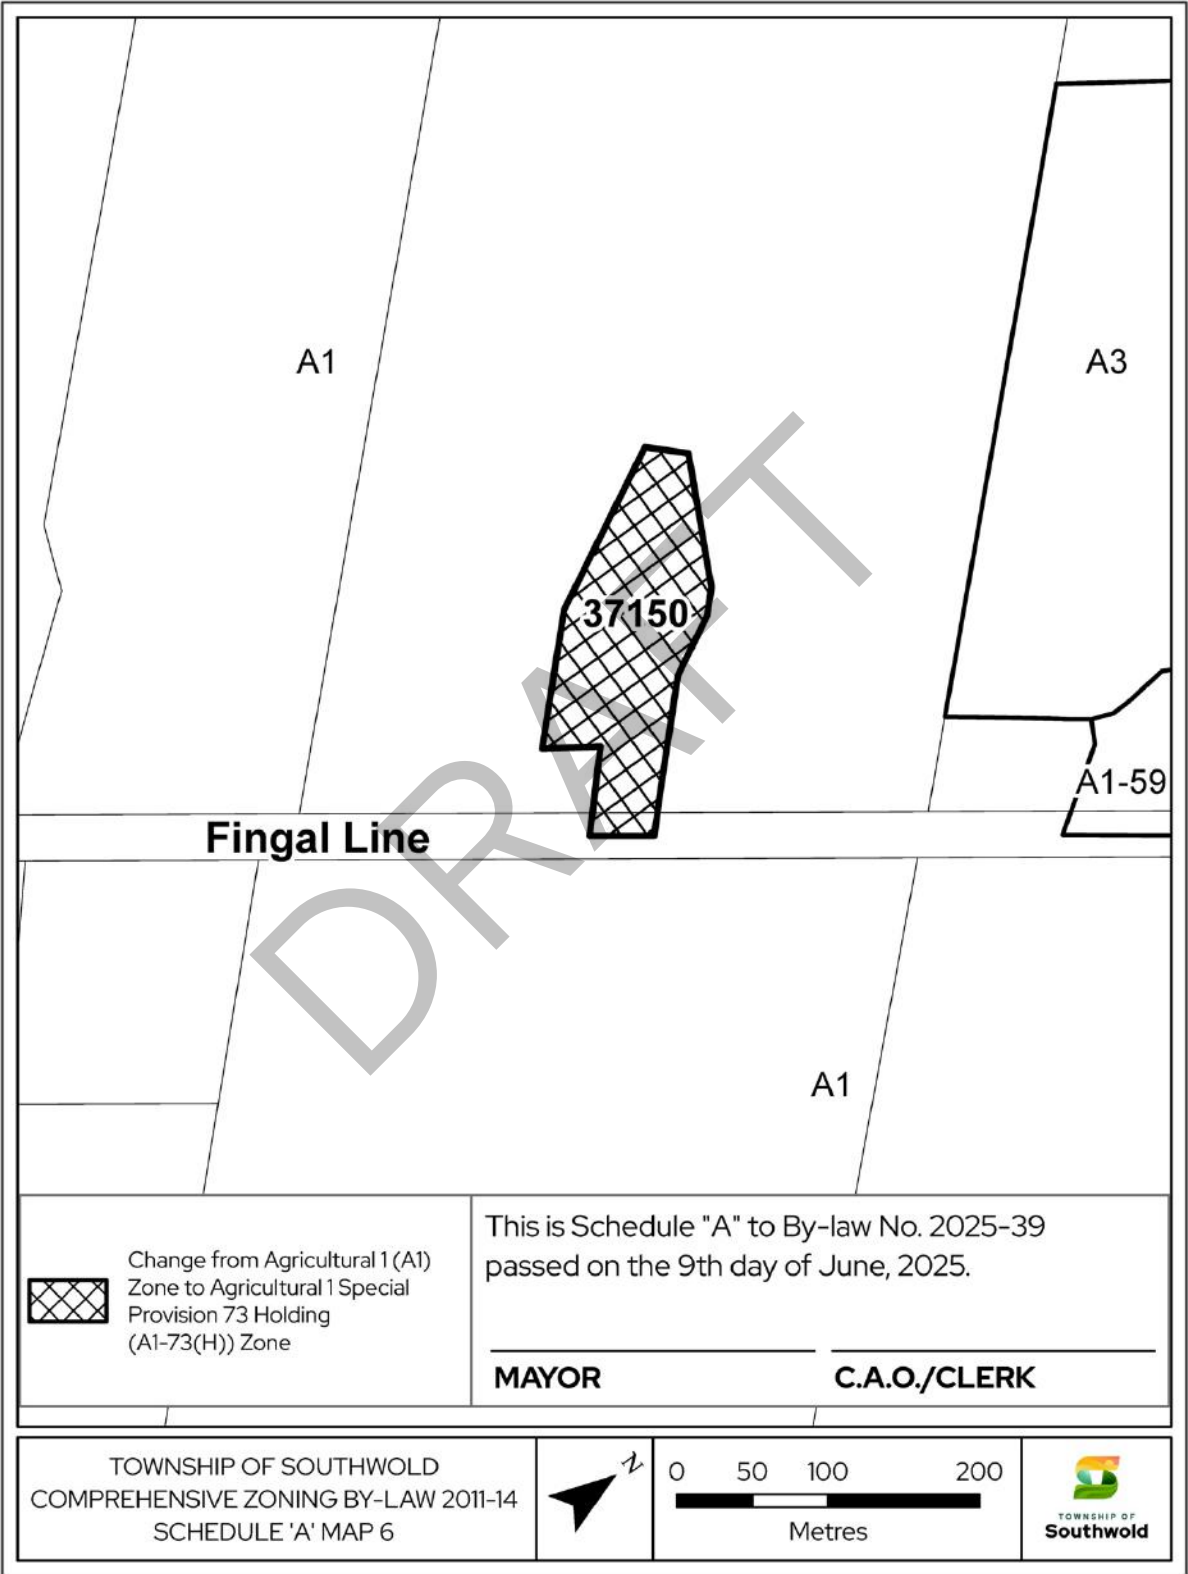 A1
A3
37150
A1-59
Fingal Line
DRAFT
A1
Change from Agricultural 1 (A1)
Zone to Agricultural 1 Special
Provision 73 Holding
(A1-73(H)) Zone
This is Schedule "A" to By-law No. 2025-39
passed on the 9th day of June, 2025.
MAYOR
C.A.O./CLERK
TOWNSHIP OF SOUTHWOLD
COMPREHENSIVE ZONING BY-LAW 2011-14
SCHEDULE 'A' MAP 6
N
0 50 100 200
Metres
TOWNSHIP OF
Southwold